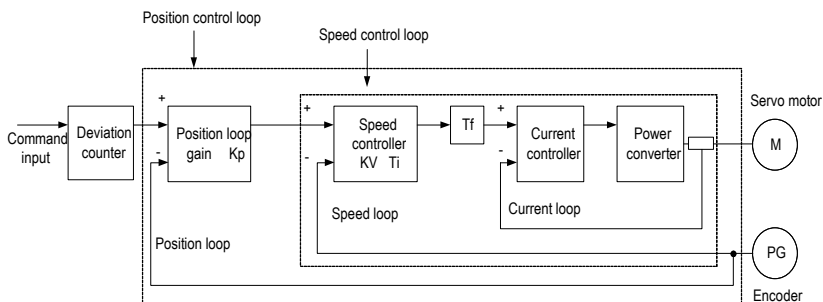 Position control loop
Speed control loop
Servo motor
Command
input
Deviation
counter
+
-
Position loop
gain Kp
+
-
Speed
controller
KV Ti
Tf
+
-
Current
controller
Power
converter
M
Current loop
Speed loop
Position loop
PG
Encoder